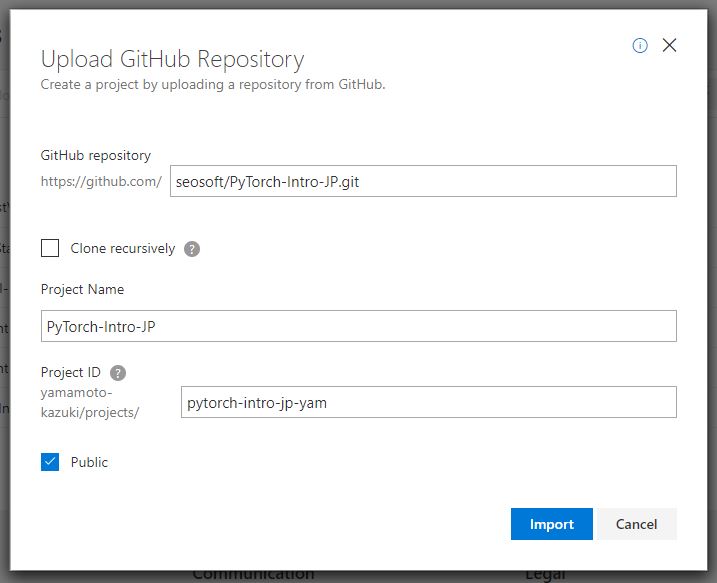 Upload GitHub Repository
Create a project by uploading a repository from GitHub.
GitHub repository
https://github.com/ seosoft/PyTorch-Intro-JP.git
Clone recursively ?
Project Name
PyTorch-Intro-JP
Project ID ?
yamamoto-
kazuki/projects/ pytorch-intro-jp-yam
Public
Import Cancel
Communication Legal